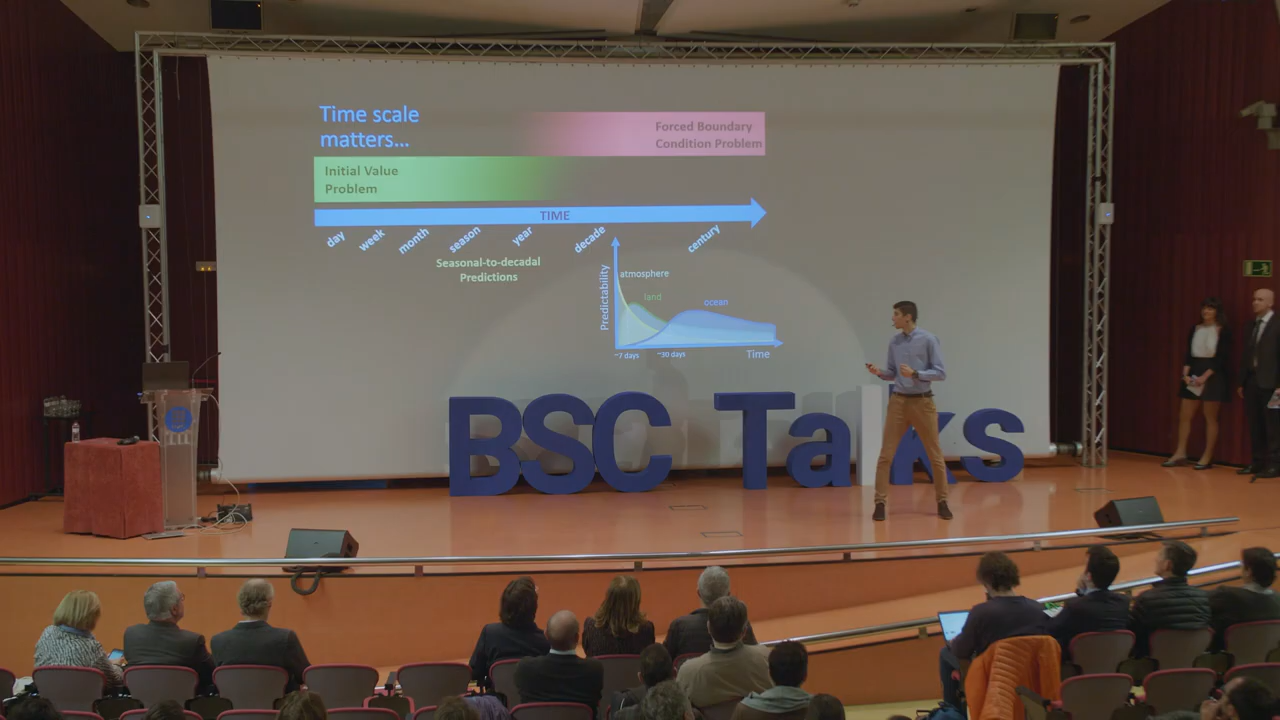 Time scale
matters...
Forced Boundary
Condition Problem
Initial Value
Problem
TIME
day
week
month
season
year
decade
century
Seasonal-to-decadal
Predictions
Predictability
atmosphere
land
ocean
~7 days
~30 days
Time
BSC Talks